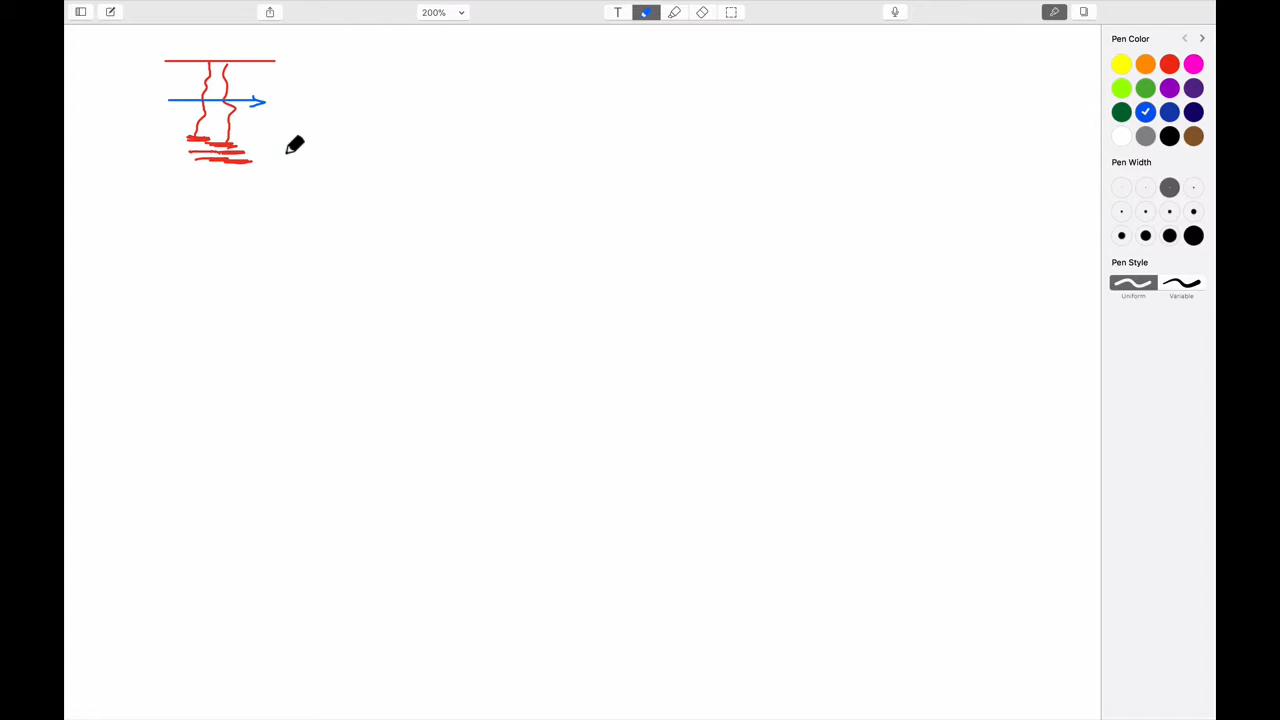 200%
T
Pen Color
Pen Width
Pen Style
Uniform
Variable